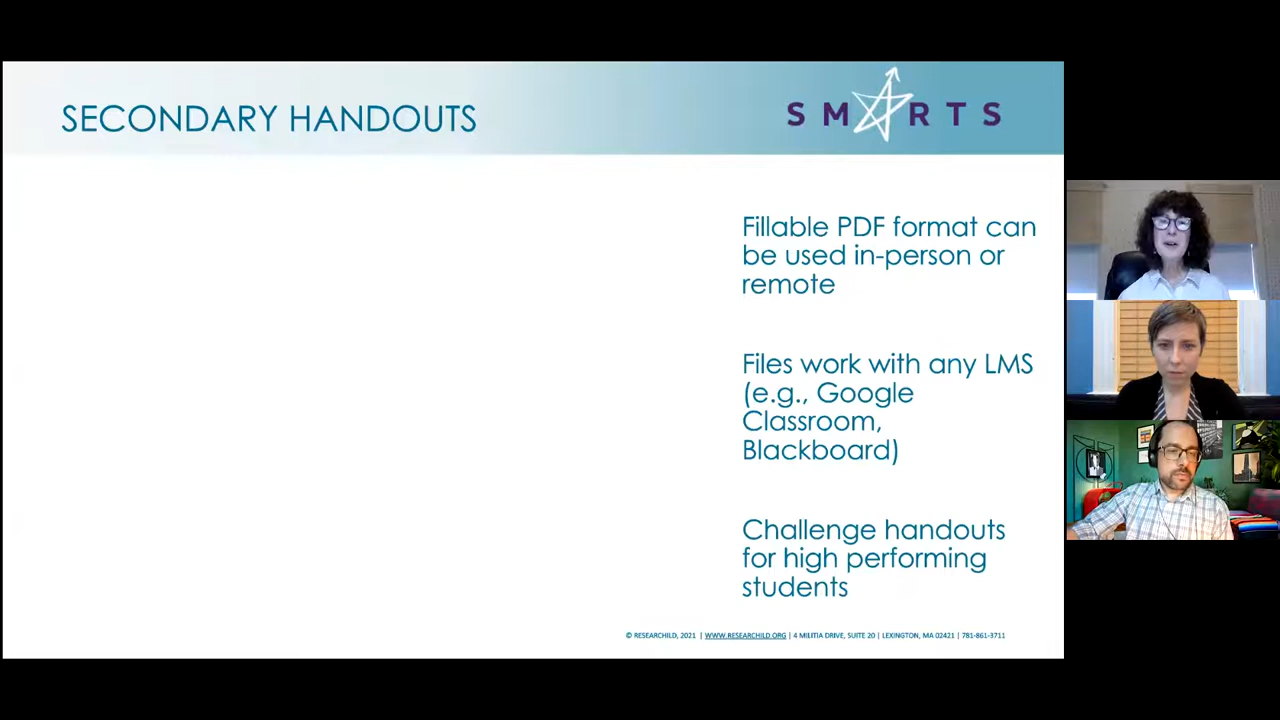 SECONDARY HANDOUTS
SMARTS
Fillable PDF format can
be used in-person or
remote
Files work with any LMS
(e.g., Google
Classroom,
Blackboard)
Challenge handouts
for high performing
students
© RESEARCHILD, 2021 | WWW.RESEARCHILD.ORG | 4 MILITIA DRIVE, SUITE 20 | LEXINGTON, MA 02421 | 781-861-3711